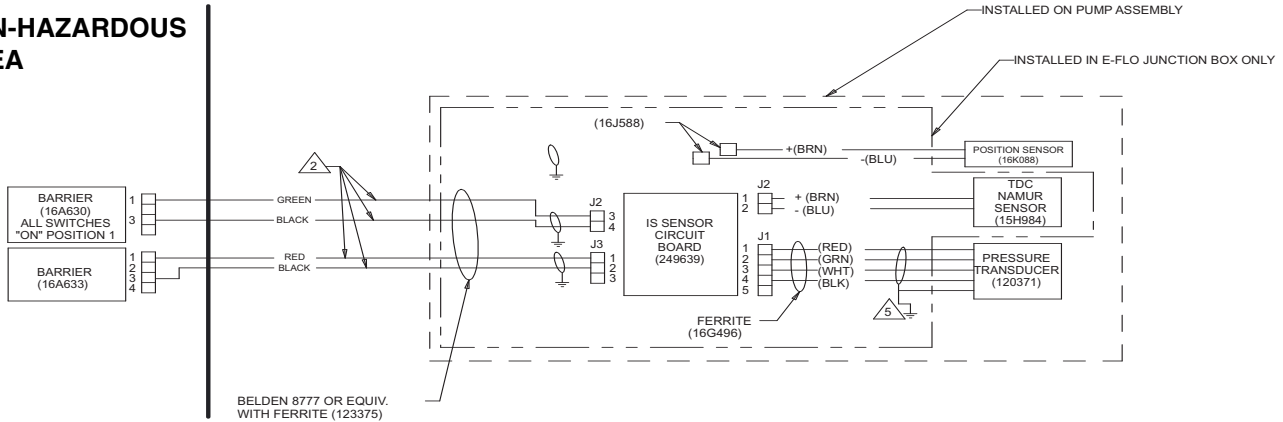 N-HAZARDOUS
EA
INSTALLED ON PUMP ASSEMBLY
INSTALLED IN E-FLO JUNCTION BOX ONLY
(16J588)
+(BRN)
-(BLU)
POSITION SENSOR
(16K088)
2
BARRIER
(16A630)
ALL SWITCHES
"ON" POSITION 1
1
3
GREEN
BLACK
J2
3
4
IS SENSOR
CIRCUIT
BOARD
(249639)
J2
1
2
+ (BRN)
- (BLU)
TDC
NAMUR
SENSOR
(15H984)
BARRIER
(16A633)
1
2
3
4
RED
BLACK
J3
1
2
3
J1
1
2
3
4
5
(RED)
(GRN)
(WHT)
(BLK)
PRESSURE
TRANSDUCER
(120371)
5
FERRITE
(16G496)
BELDEN 8777 OR EQUIV.
WITH FERRITE (123375)